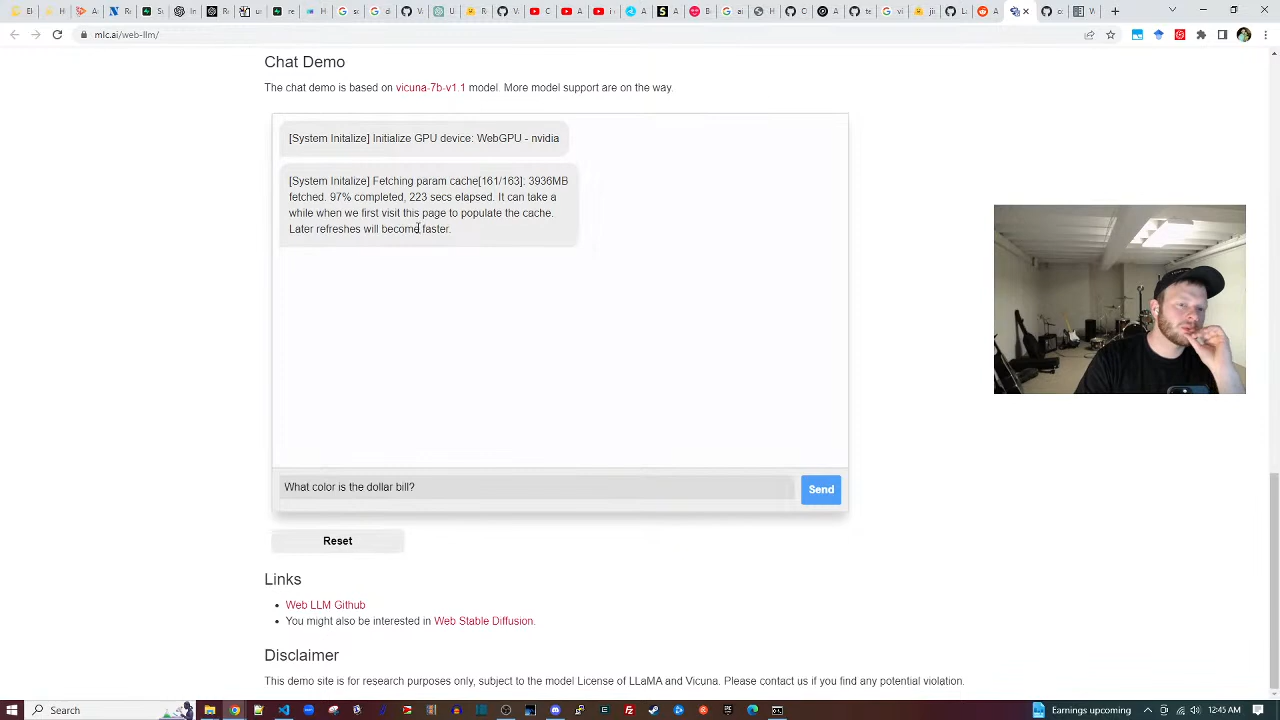 mlc.ai/web-llm/
Chat Demo
The chat demo is based on vicuna-7b-v1.1 model. More model support are on the way.
[System Initalize] Initialize GPU device: WebGPU - nvidia
[System Initalize] Fetching param cache[161/163]: 3936MB
fetched. 97% completed, 223 secs elapsed. It can take a
while when we first visit this page to populate the cache.
Later refreshes will become faster.
What color is the dollar bill?
Send
Reset
Links
Web LLM Github
You might also be interested in Web Stable Diffusion.
Disclaimer
This demo site is for research purposes only, subject to the model License of LLaMA and Vicuna. Please contact us if you find any potential violation.
Search
Earnings upcoming
12:45 AM